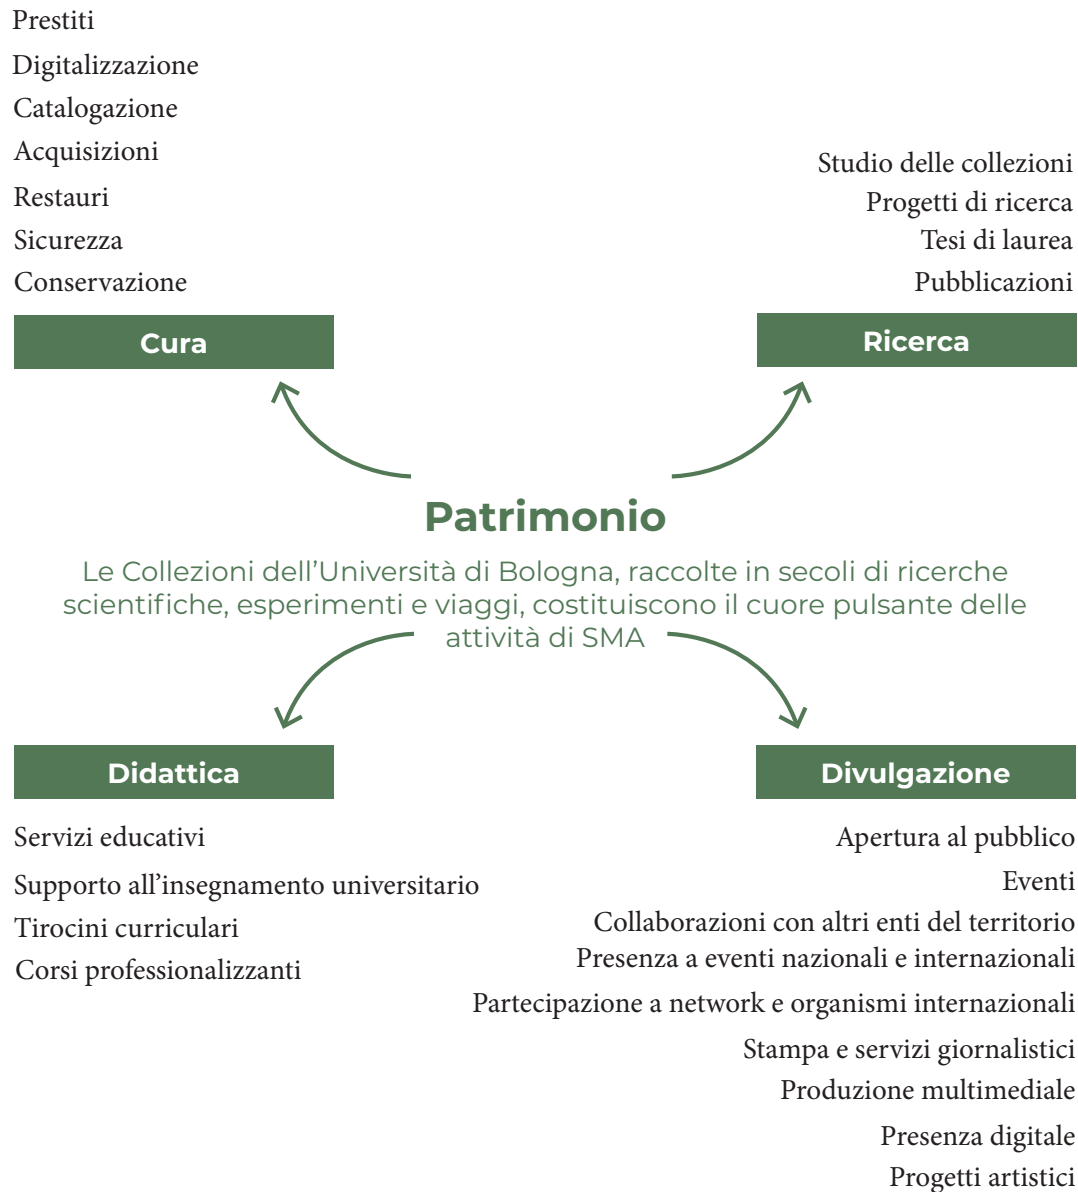 Prestiti
Digitalizzazione
Catalogazione
Acquisizioni
Restauri
Sicurezza
Conservazione
Cura
Studio delle collezioni
Progetti di ricerca
Tesi di laurea
Pubblicazioni
Ricerca
Patrimonio
Le Collezioni dell’Università di Bologna, raccolte in secoli di ricerche
scientifiche, esperimenti e viaggi, costituiscono il cuore pulsante delle
attività di SMA
Didattica
Servizi educativi
Supporto all’insegnamento universitario
Tirocini curriculari
Corsi professionalizzanti
Divulgazione
Apertura al pubblico
Eventi
Collaborazioni con altri enti del territorio
Presenza a eventi nazionali e internazionali
Partecipazione a network e organismi internazionali
Stampa e servizi giornalistici
Produzione multimediale
Presenza digitale
Progetti artistici